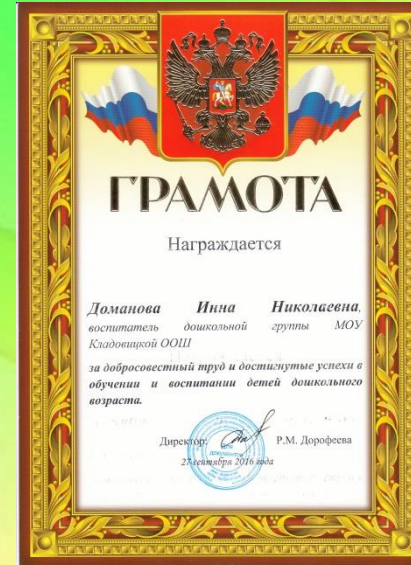 ГРАМОТА
Награждается
Доманова Инна Николаевна,
воспитатель дошкольной группы МОУ
Кладовицкой ООШ
за добросовестный труд и достигнутые успехи в
обучении и воспитании детей дошкольного
возраста.
Директор: Р.М. Дорофеева
27 сентября 2016 года